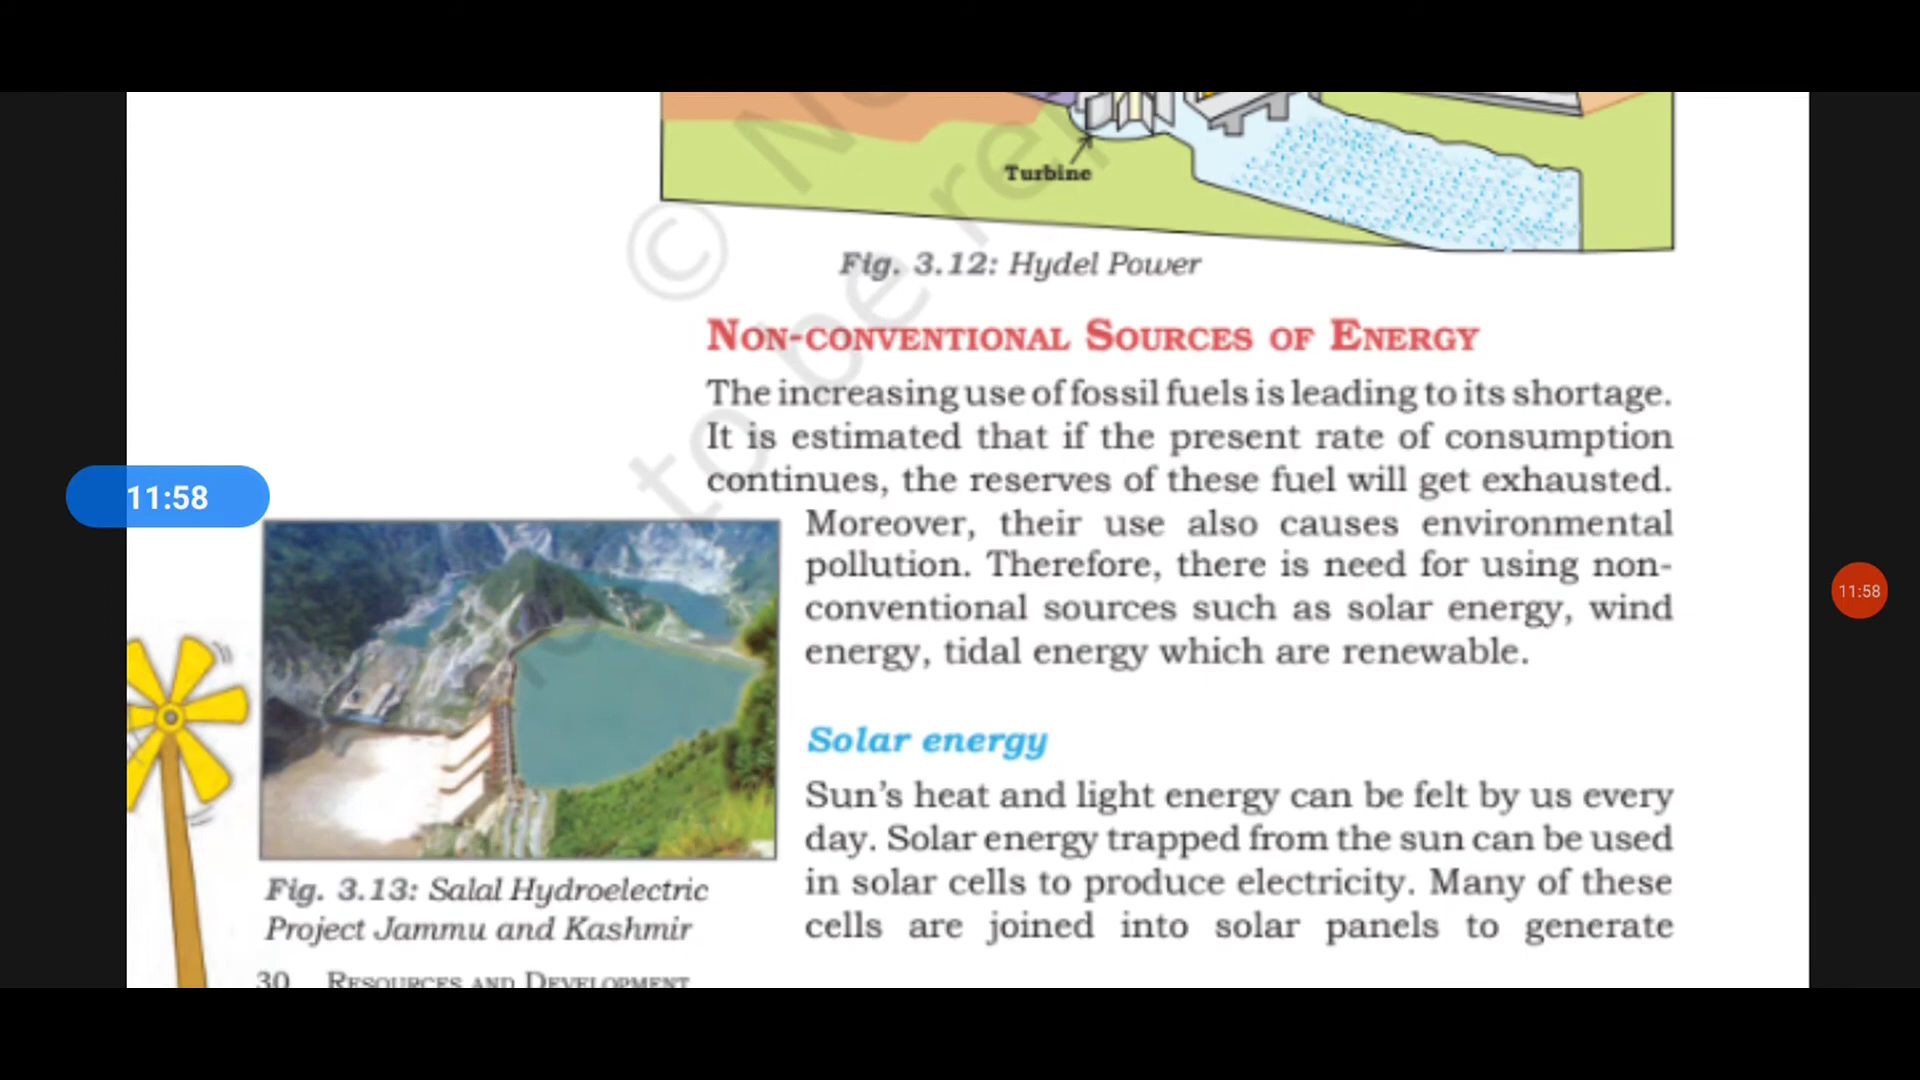 Turbine
Fig. 3.12: Hydel Power
NON-CONVENTIONAL SOURCES OF ENERGY
The increasing use of fossil fuels is leading to its shortage.
It is estimated that if the present rate of consumption
continues, the reserves of these fuel will get exhausted.
Moreover, their use also causes environmental
pollution. Therefore, there is need for using non-
conventional sources such as solar energy, wind
energy, tidal energy which are renewable.
Solar energy
Sun's heat and light energy can be felt by us every
day. Solar energy trapped from the sun can be used
in solar cells to produce electricity. Many of these
cells are joined into solar panels to generate
11:58
11:58
Fig. 3.13: Salal Hydroelectric
Project Jammu and Kashmir
30 RESOURCES AND DEVELOPMENT
©
to be